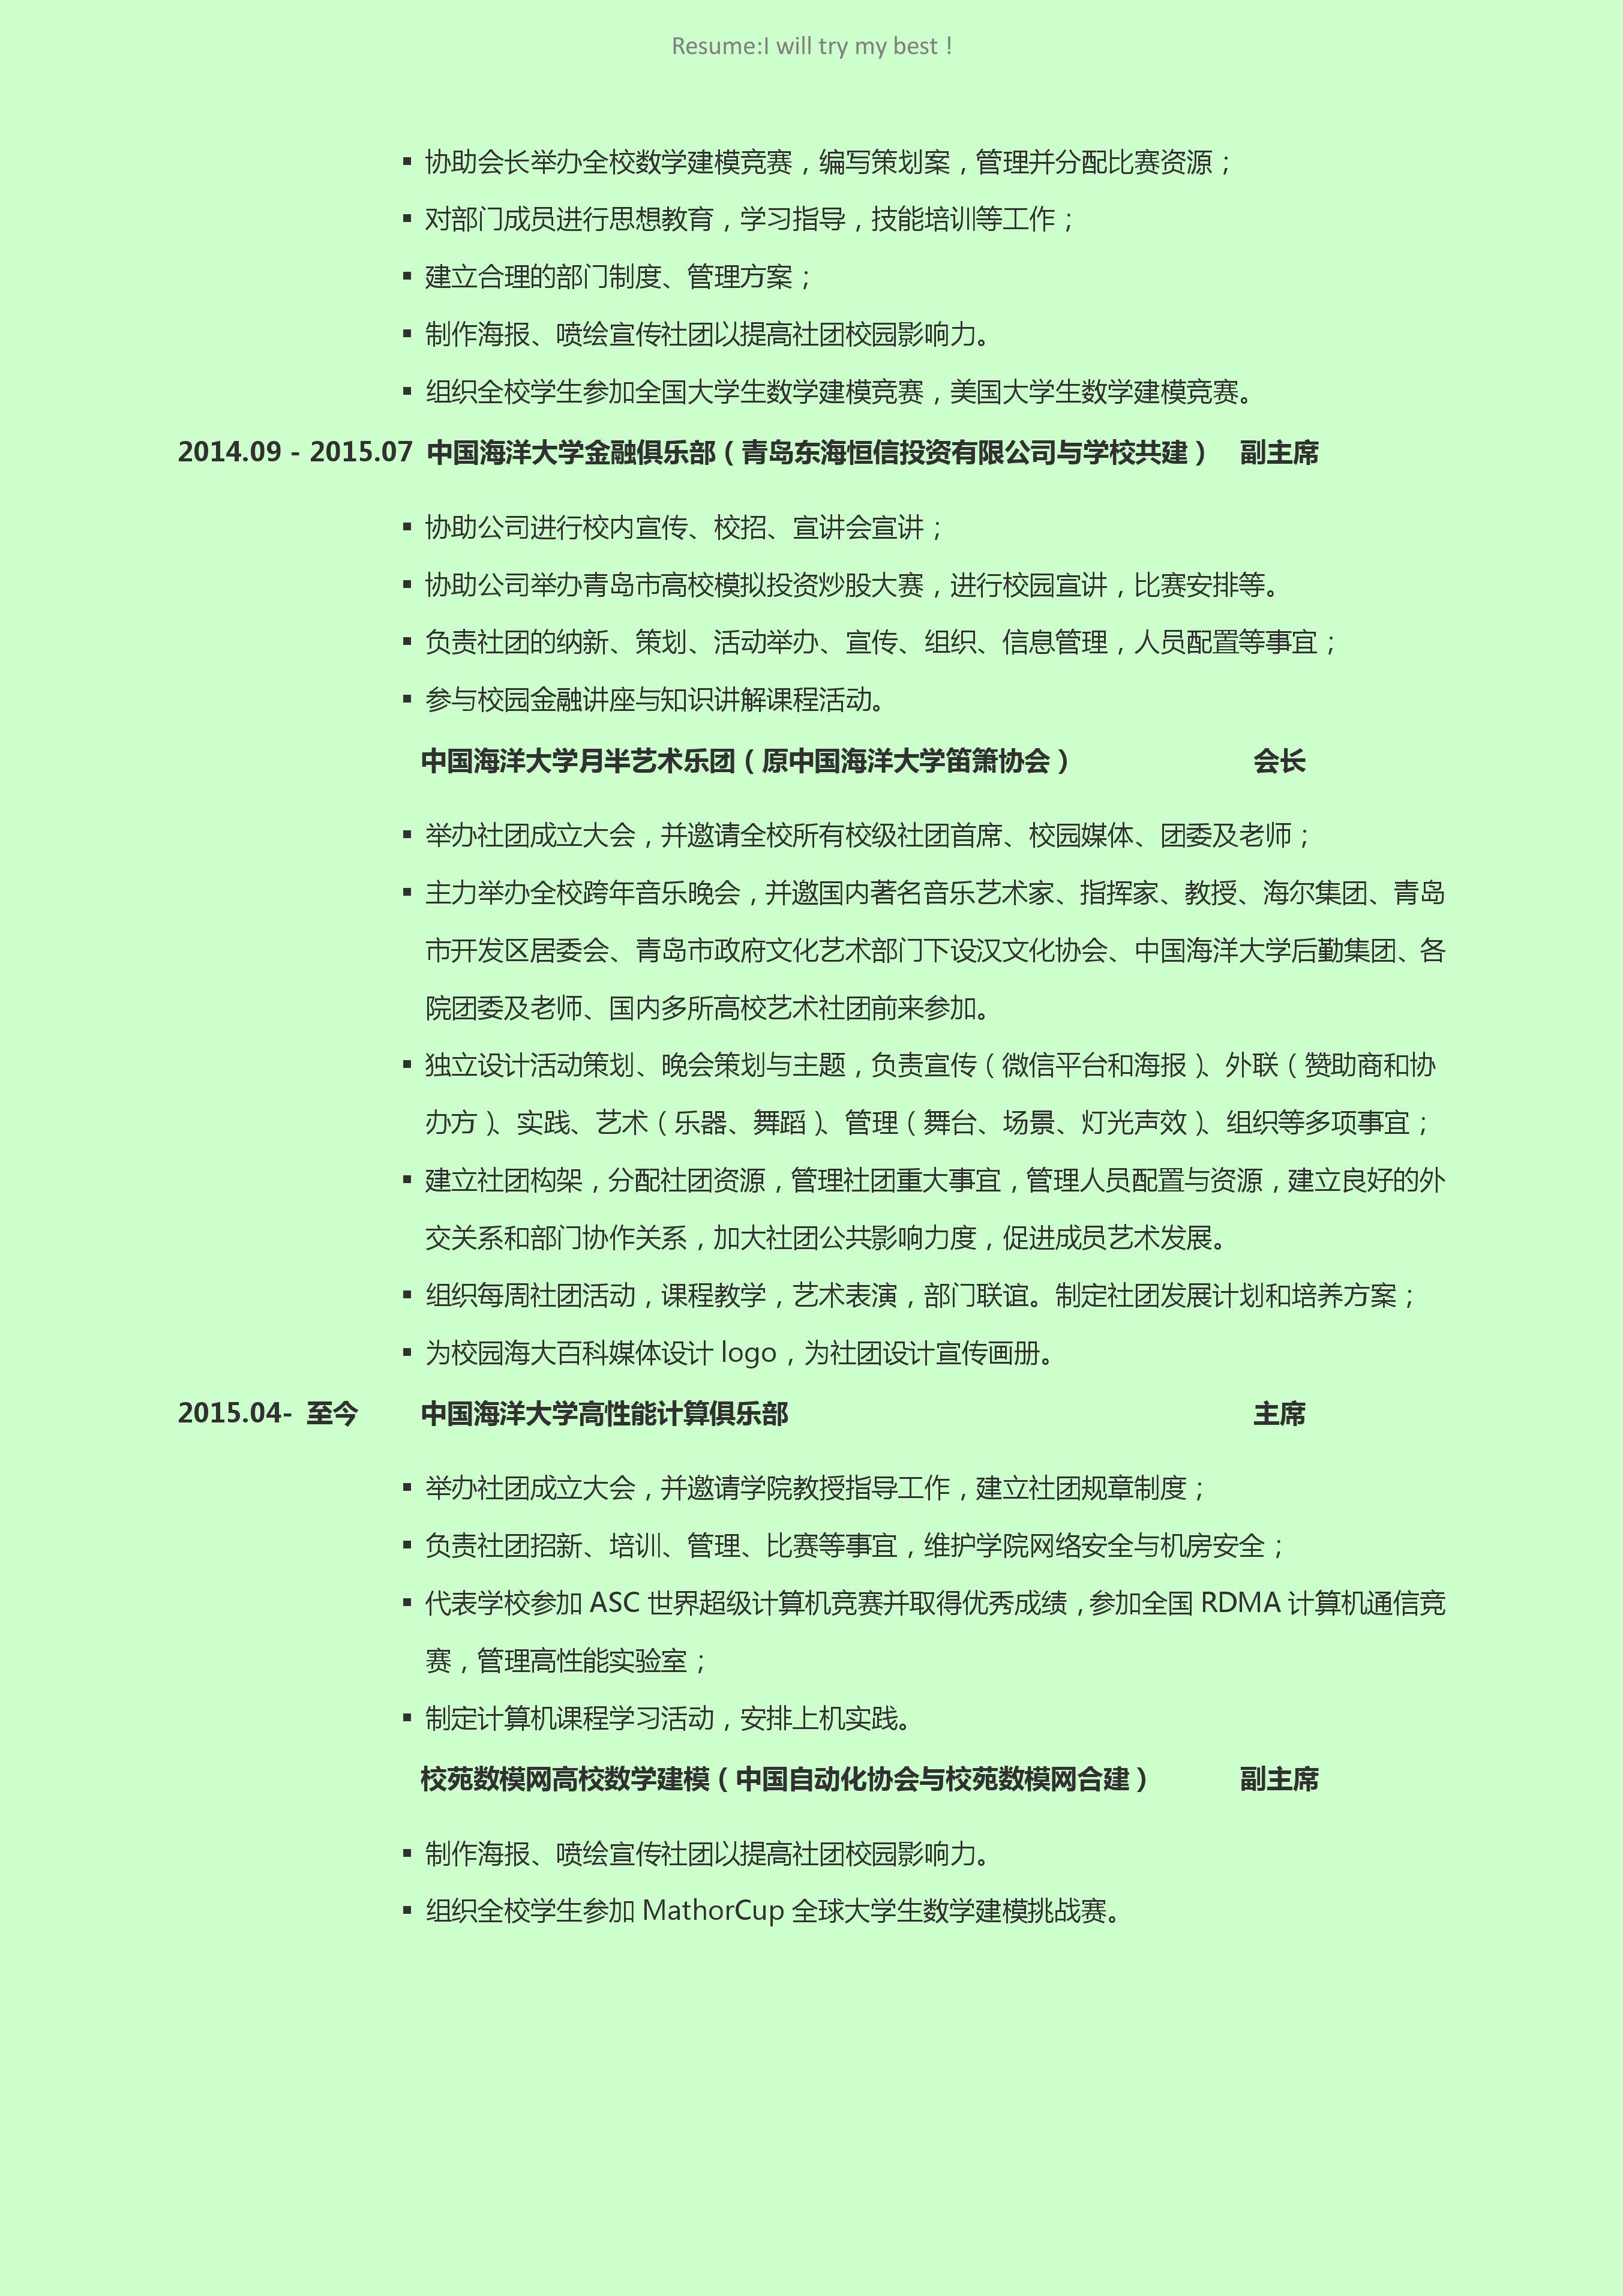 Resume:I will try my best！
▪ 协助会长举办全校数学建模竞赛，编写策划案，管理并分配比赛资源；
▪ 对部门成员进行思想教育，学习指导，技能培训等工作；
▪ 建立合理的部门制度、管理方案；
▪ 制作海报、喷绘宣传社团以提高社团校园影响力。
▪ 组织全校学生参加全国大学生数学建模竞赛，美国大学生数学建模竞赛。
2014.09 - 2015.07 中国海洋大学金融俱乐部（青岛东海恒信投资有限公司与学校共建） 副主席
▪ 协助公司进行校内宣传、校招、宣讲会宣讲；
▪ 协助公司举办青岛市高校模拟投资炒股大赛，进行校园宣讲，比赛安排等。
▪ 负责社团的纳新、策划、活动举办、宣传、组织、信息管理，人员配置等事宜；
▪ 参与校园金融讲座与知识讲解课程活动。
中国海洋大学月半艺术乐团（原中国海洋大学笛箫协会） 会长
▪ 举办社团成立大会，并邀请全校所有校级社团首席、校园媒体、团委及老师；
▪ 主力举办全校跨年音乐晚会，并邀国内著名音乐艺术家、指挥家、教授、海尔集团、青岛
市开发区居委会、青岛市政府文化艺术部门下设汉文化协会、中国海洋大学后勤集团、各
院团委及老师、国内多所高校艺术社团前来参加。
▪ 独立设计活动策划、晚会策划与主题，负责宣传（微信平台和海报）、外联（赞助商和协
办方）、实践、艺术（乐器、舞蹈）、管理（舞台、场景、灯光声效）、组织等多项事宜；
▪ 建立社团构架，分配社团资源，管理社团重大事宜，管理人员配置与资源，建立良好的外
交关系和部门协作关系，加大社团公共影响力度，促进成员艺术发展。
▪ 组织每周社团活动，课程教学，艺术表演，部门联谊。制定社团发展计划和培养方案；
▪ 为校园海大百科媒体设计 logo，为社团设计宣传画册。
2015.04- 至今 中国海洋大学高性能计算俱乐部 主席
▪ 举办社团成立大会，并邀请学院教授指导工作，建立社团规章制度；
▪ 负责社团招新、培训、管理、比赛等事宜，维护学院网络安全与机房安全；
▪ 代表学校参加 ASC 世界超级计算机竞赛并取得优秀成绩，参加全国 RDMA 计算机通信竞
赛，管理高性能实验室；
▪ 制定计算机课程学习活动，安排上机实践。
校苑数模网高校数学建模（中国自动化协会与校苑数模网合建） 副主席
▪ 制作海报、喷绘宣传社团以提高社团校园影响力。
▪ 组织全校学生参加 MathorCup 全球大学生数学建模挑战赛。